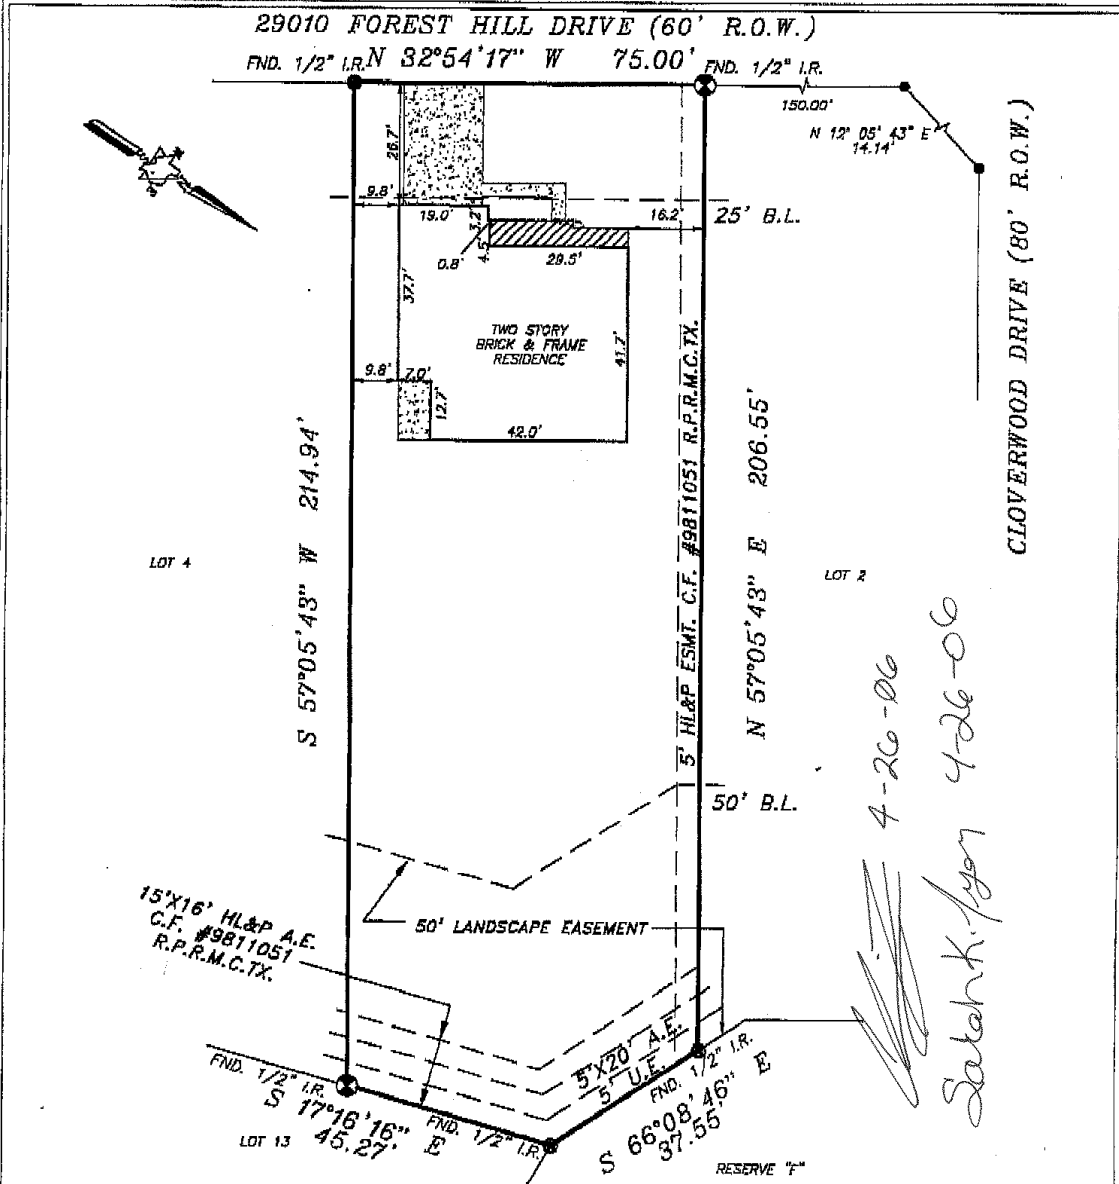 29010 FOREST HILL DRIVE (60' R.O.W.)
FND. 1/2" I.R.
N 32°54'17" W 75.00'
FND. 1/2" I.R.
150.00'
N 12° 05' 43" E
14.14'
CLOVERWOOD DRIVE (80' R.O.W.)
26.7'
9.8'
19.0'
3.2'
16.2'
25' B.L.
0.8'
4.5'
29.5'
37.7'
TWO STORY
BRICK & FRAME
RESIDENCE
41.7'
9.8'
7.0'
12.7'
42.0'
S 57°05'43" W 214.94'
5' HL&P ESMT. C.F. #9811051 R.P.R.M.C.TX.
N 57°05'43" E 206.55'
LOT 4
LOT 2
50' B.L.
15'X16' HL&P A.E.
C.F. #9811051
R.P.R.M.C.TX.
50' LANDSCAPE EASEMENT
4-26-06
4-26-06
5'X20' A.E.
5' U.E.
FND. 1/2" I.R.
FND. 1/2" I.R.
S 17°16'16" E
45.27'
FND. 1/2" I.R.
S 66°08'46" E
37.55'
LOT 13
RESERVE "F"